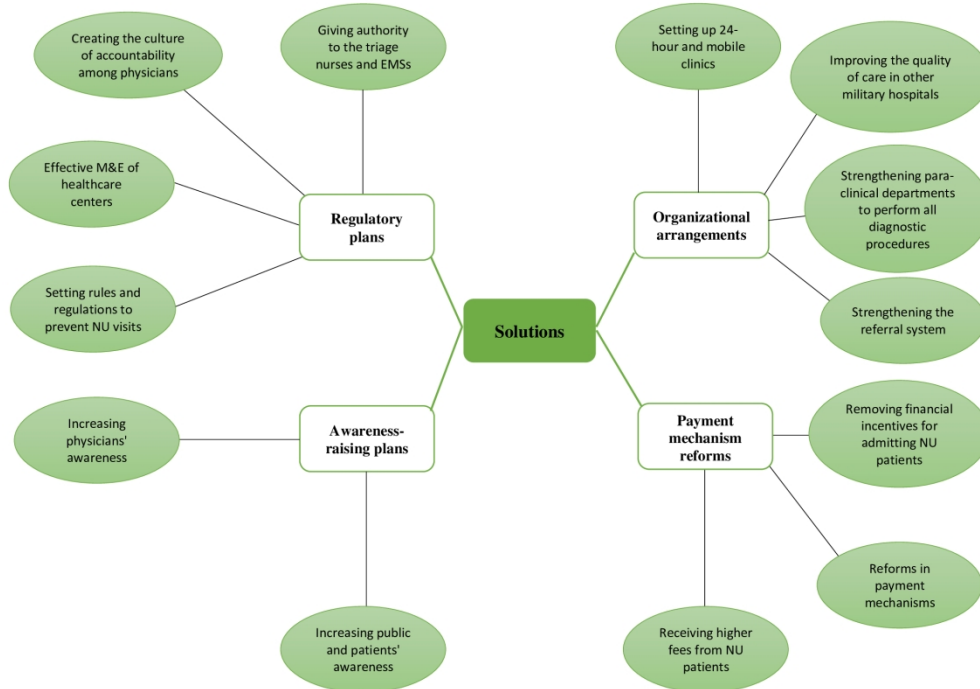 Creating the culture
of accountability
among physicians
Giving authority
to the triage
nurses and EMSs
Setting up 24-
hour and mobile
clinics
Improving the quality
of care in other
military hospitals
Effective M&E of
healthcare
centers
Regulatory
plans
Organizational
arrangements
Strengthening para-
clinical departments
to perform all
diagnostic
procedures
Setting rules and
regulations to
prevent NU visits
Solutions
Strengthening the
referral system
Increasing
physicians'
awareness
Awareness-
raising plans
Payment
mechanism
reforms
Removing financial
incentives for
admitting NU
patients
Reforms in
payment
mechanisms
Increasing public
and patients'
awareness
Receiving higher
fees from NU
patients